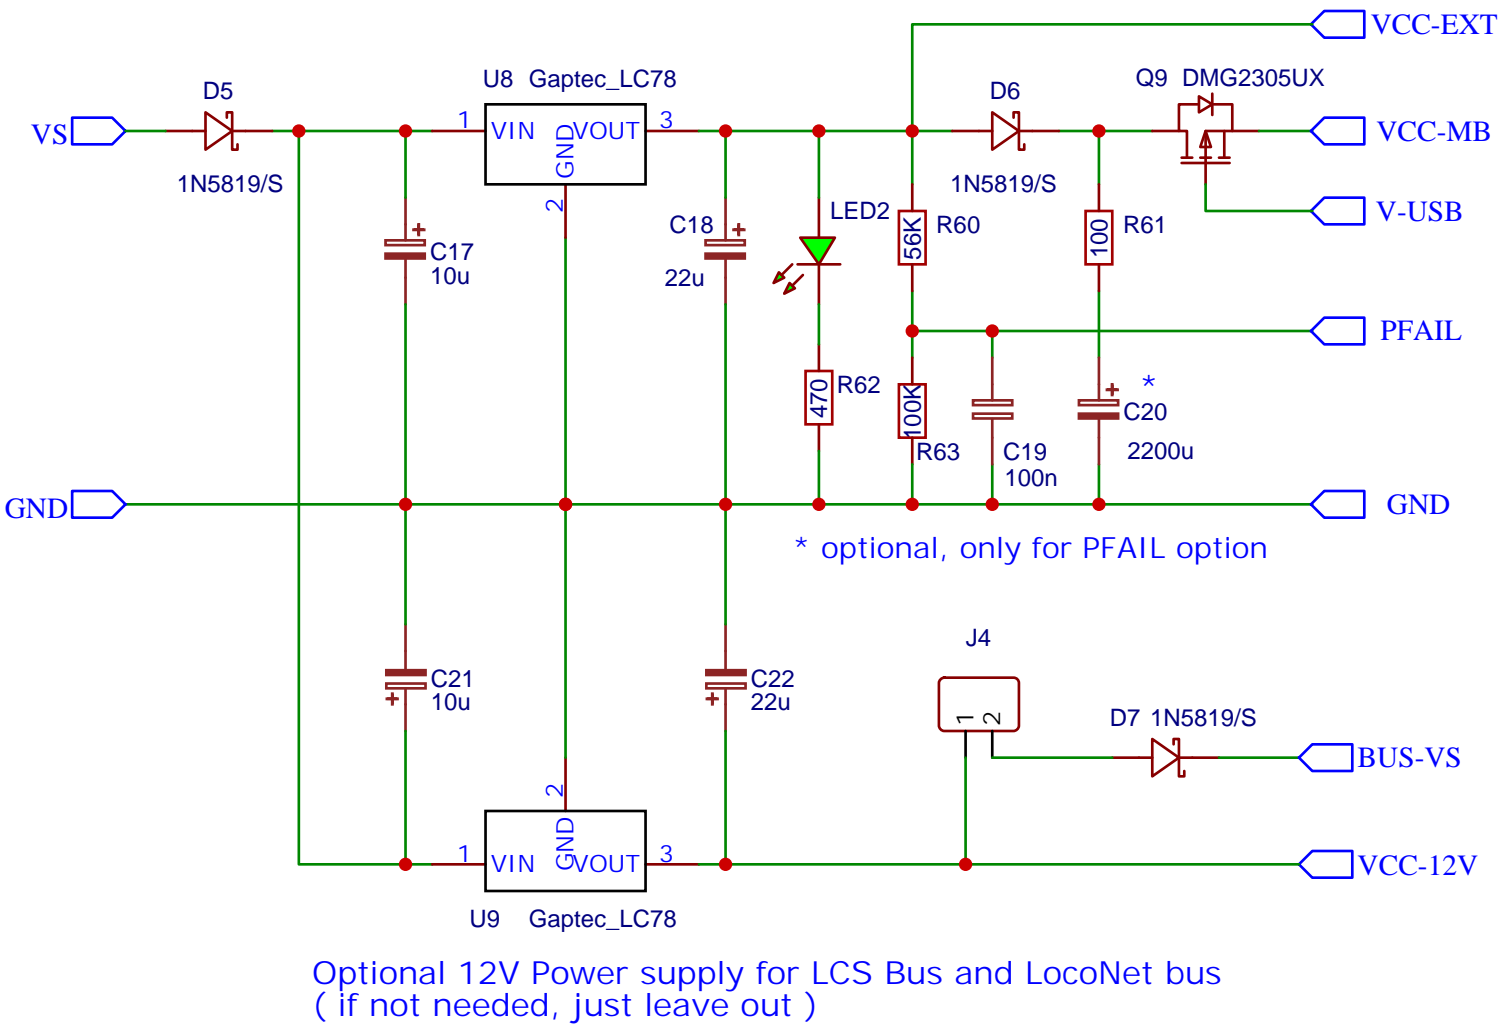 VCC-EXT
U8 Gaptec_LC78
Q9 DMG2305UX
D5
D6
VS
1
VIN
GND
VOUT
3
VCC-MB
1N5819/S
1N5819/S
2
C18
+
LED2
56K
R60
100
R61
V-USB
+
C17
10u
22u
PFAIL
470
R62
100K
R63
*
+
C20
2200u
C19
100n
GND
GND
* optional, only for PFAIL option
J4
C21
10u
+
C22
22u
+
1
2
D7 1N5819/S
BUS-VS
2
1
VIN
GND
VOUT
3
VCC-12V
U9 Gaptec_LC78
Optional 12V Power supply for LCS Bus and LocoNet bus
( if not needed, just leave out )